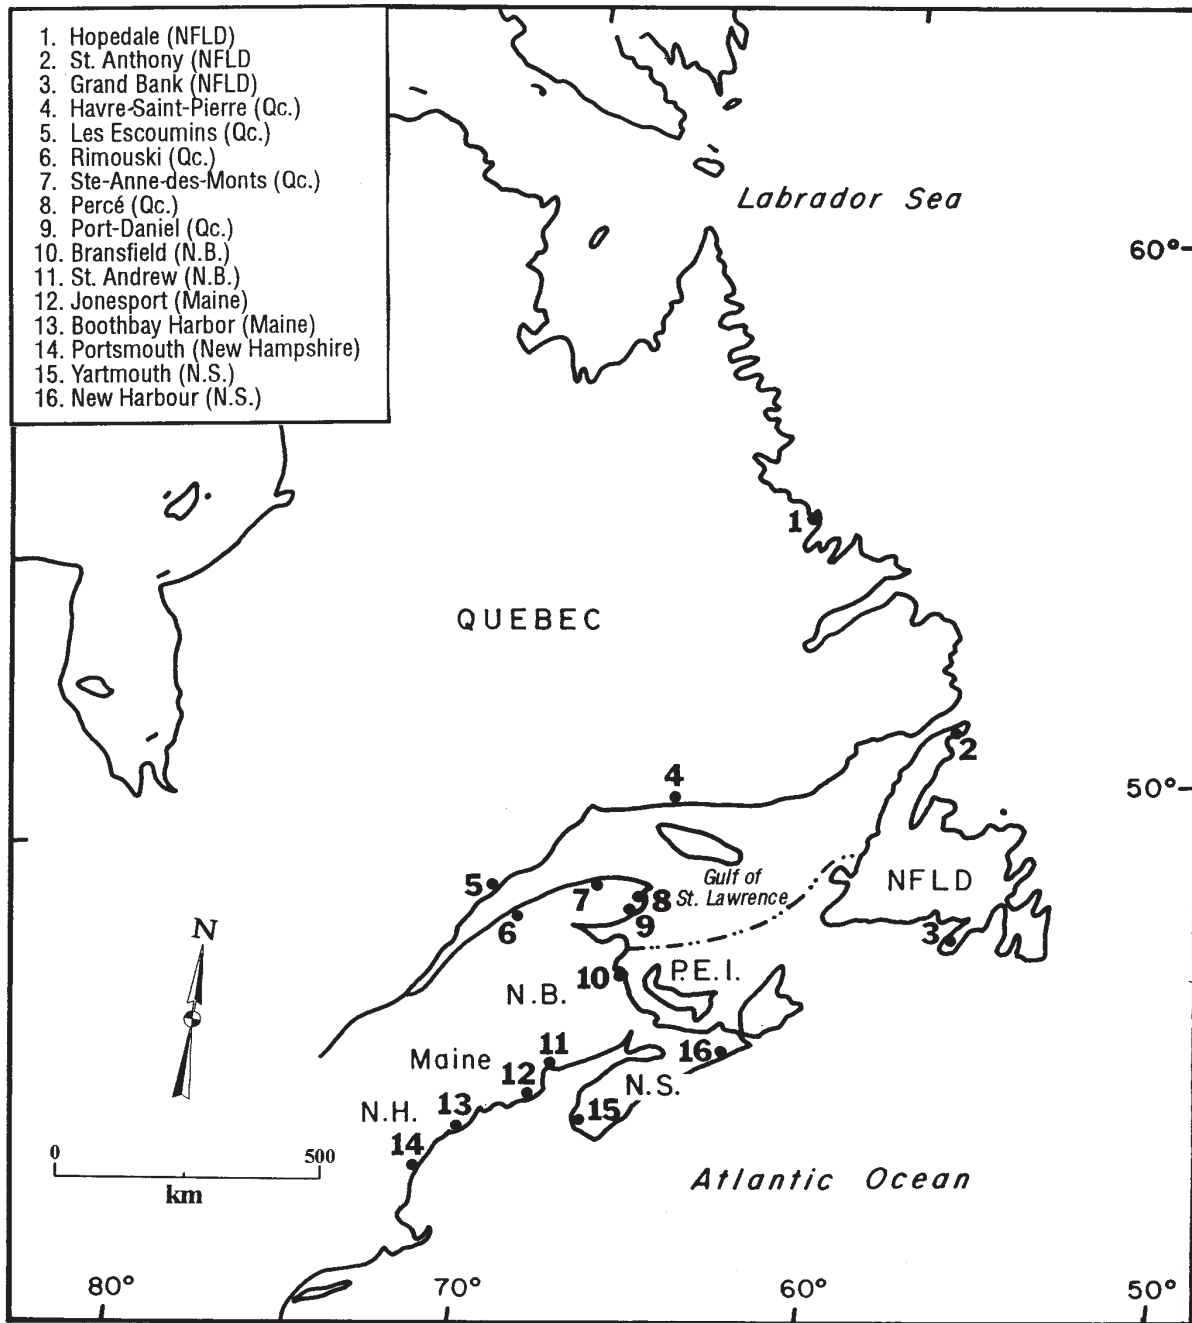 1. Hopedale (NFLD)
2. St. Anthony (NFLD
3. Grand Bank (NFLD)
4. Havre-Saint-Pierre (Qc.)
5. Les Escoumins (Qc.)
6. Rimouski (Qc.)
7. Ste-Anne-des-Monts (Qc.)
8. Percé (Qc.)
9. Port-Daniel (Qc.)
10. Bransfield (N.B.)
11. St. Andrew (N.B.)
12. Jonesport (Maine)
13. Boothbay Harbor (Maine)
14. Portsmouth (New Hampshire)
15. Yartmouth (N.S.)
16. New Harbour (N.S.)
Labrador Sea
60°
1
QUEBEC
2
4
50°
5
7
8
Gulf of
St. Lawrence
NFLD
6
9
3
N
10
P.E.I.
N.B.
Maine
11
16
12
N.S.
N.H.
13
15
14
0
500
km
Atlantic Ocean
80°
70°
60°
50°